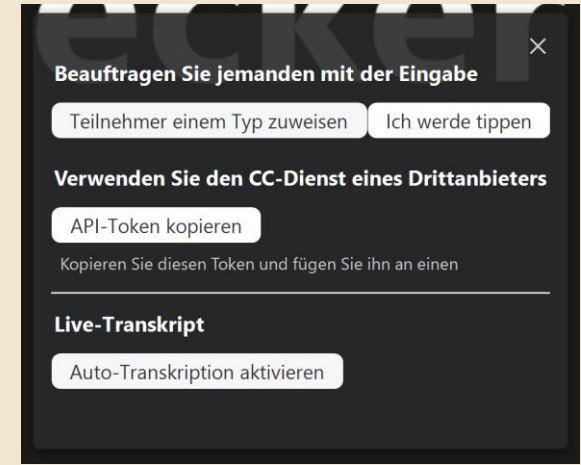 ecker
Beauftragen Sie jemanden mit der Eingabe
Teilnehmer einem Typ zuweisen Ich werde tippen
Verwenden Sie den CC-Dienst eines Drittanbieters
API-Token kopieren
Kopieren Sie diesen Token und fügen Sie ihn an einen
Live-Transkript
Auto-Transkription aktivieren